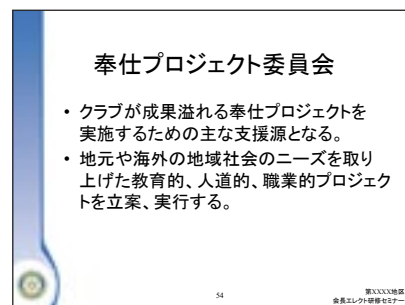 奉仕プロジェクト委員会
• クラブが成果溢れる奉仕プロジェクトを
実施するための主な支援源となる。
• 地元や海外の地域社会のニーズを取り
上げた教育的、人道的、職業的プロジェク
トを立案、実行する。
54
第XXXX地区
会長エレクト研修セミナー